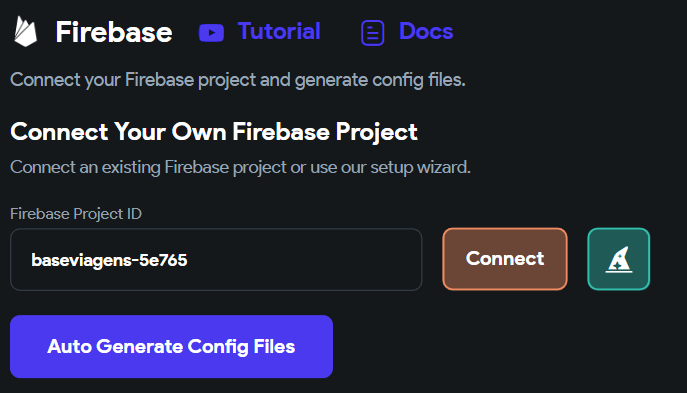 Firebase Tutorial Docs
Connect your Firebase project and generate config files.
Connect Your Own Firebase Project
Connect an existing Firebase project or use our setup wizard.
Firebase Project ID
baseviagens-5e765 Connect
Auto Generate Config Files